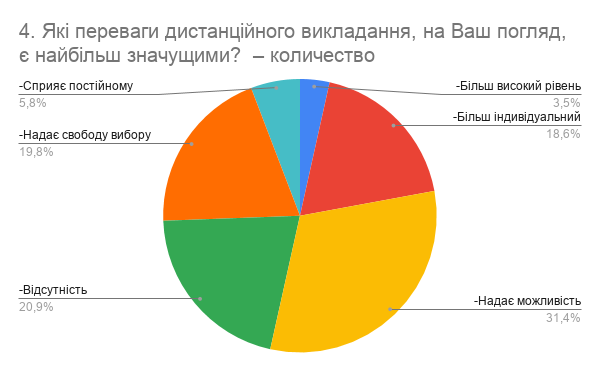 4. Які переваги дистанційного викладання, на Ваш погляд,
є найбільш значущими?  – количество
-Сприяє постійному
5,8%
-Більш високий рівень
3,5%
-Більш індивідуальний
18,6%
-Надає свободу вибору
19,8%
-Відсутність
20,9%
-Надає можливість
31,4%